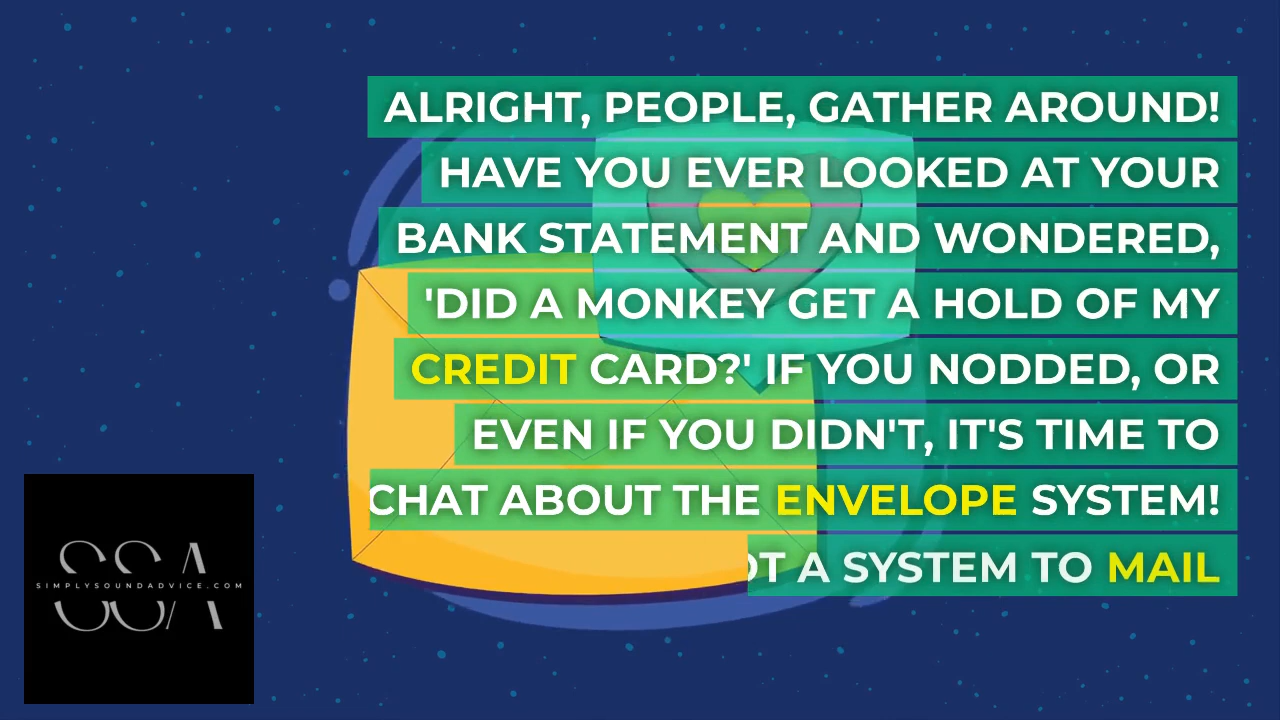 ALRIGHT, PEOPLE, GATHER AROUND!
HAVE YOU EVER LOOKED AT YOUR
BANK STATEMENT AND WONDERED,
'DID A MONKEY GET A HOLD OF MY
CREDIT CARD?' IF YOU NODDED, OR
EVEN IF YOU DIDN'T, IT'S TIME TO
CHAT ABOUT THE ENVELOPE SYSTEM!
A SYSTEM TO MAIL
SSA
SIMPLYSOUNDADVICE.COM